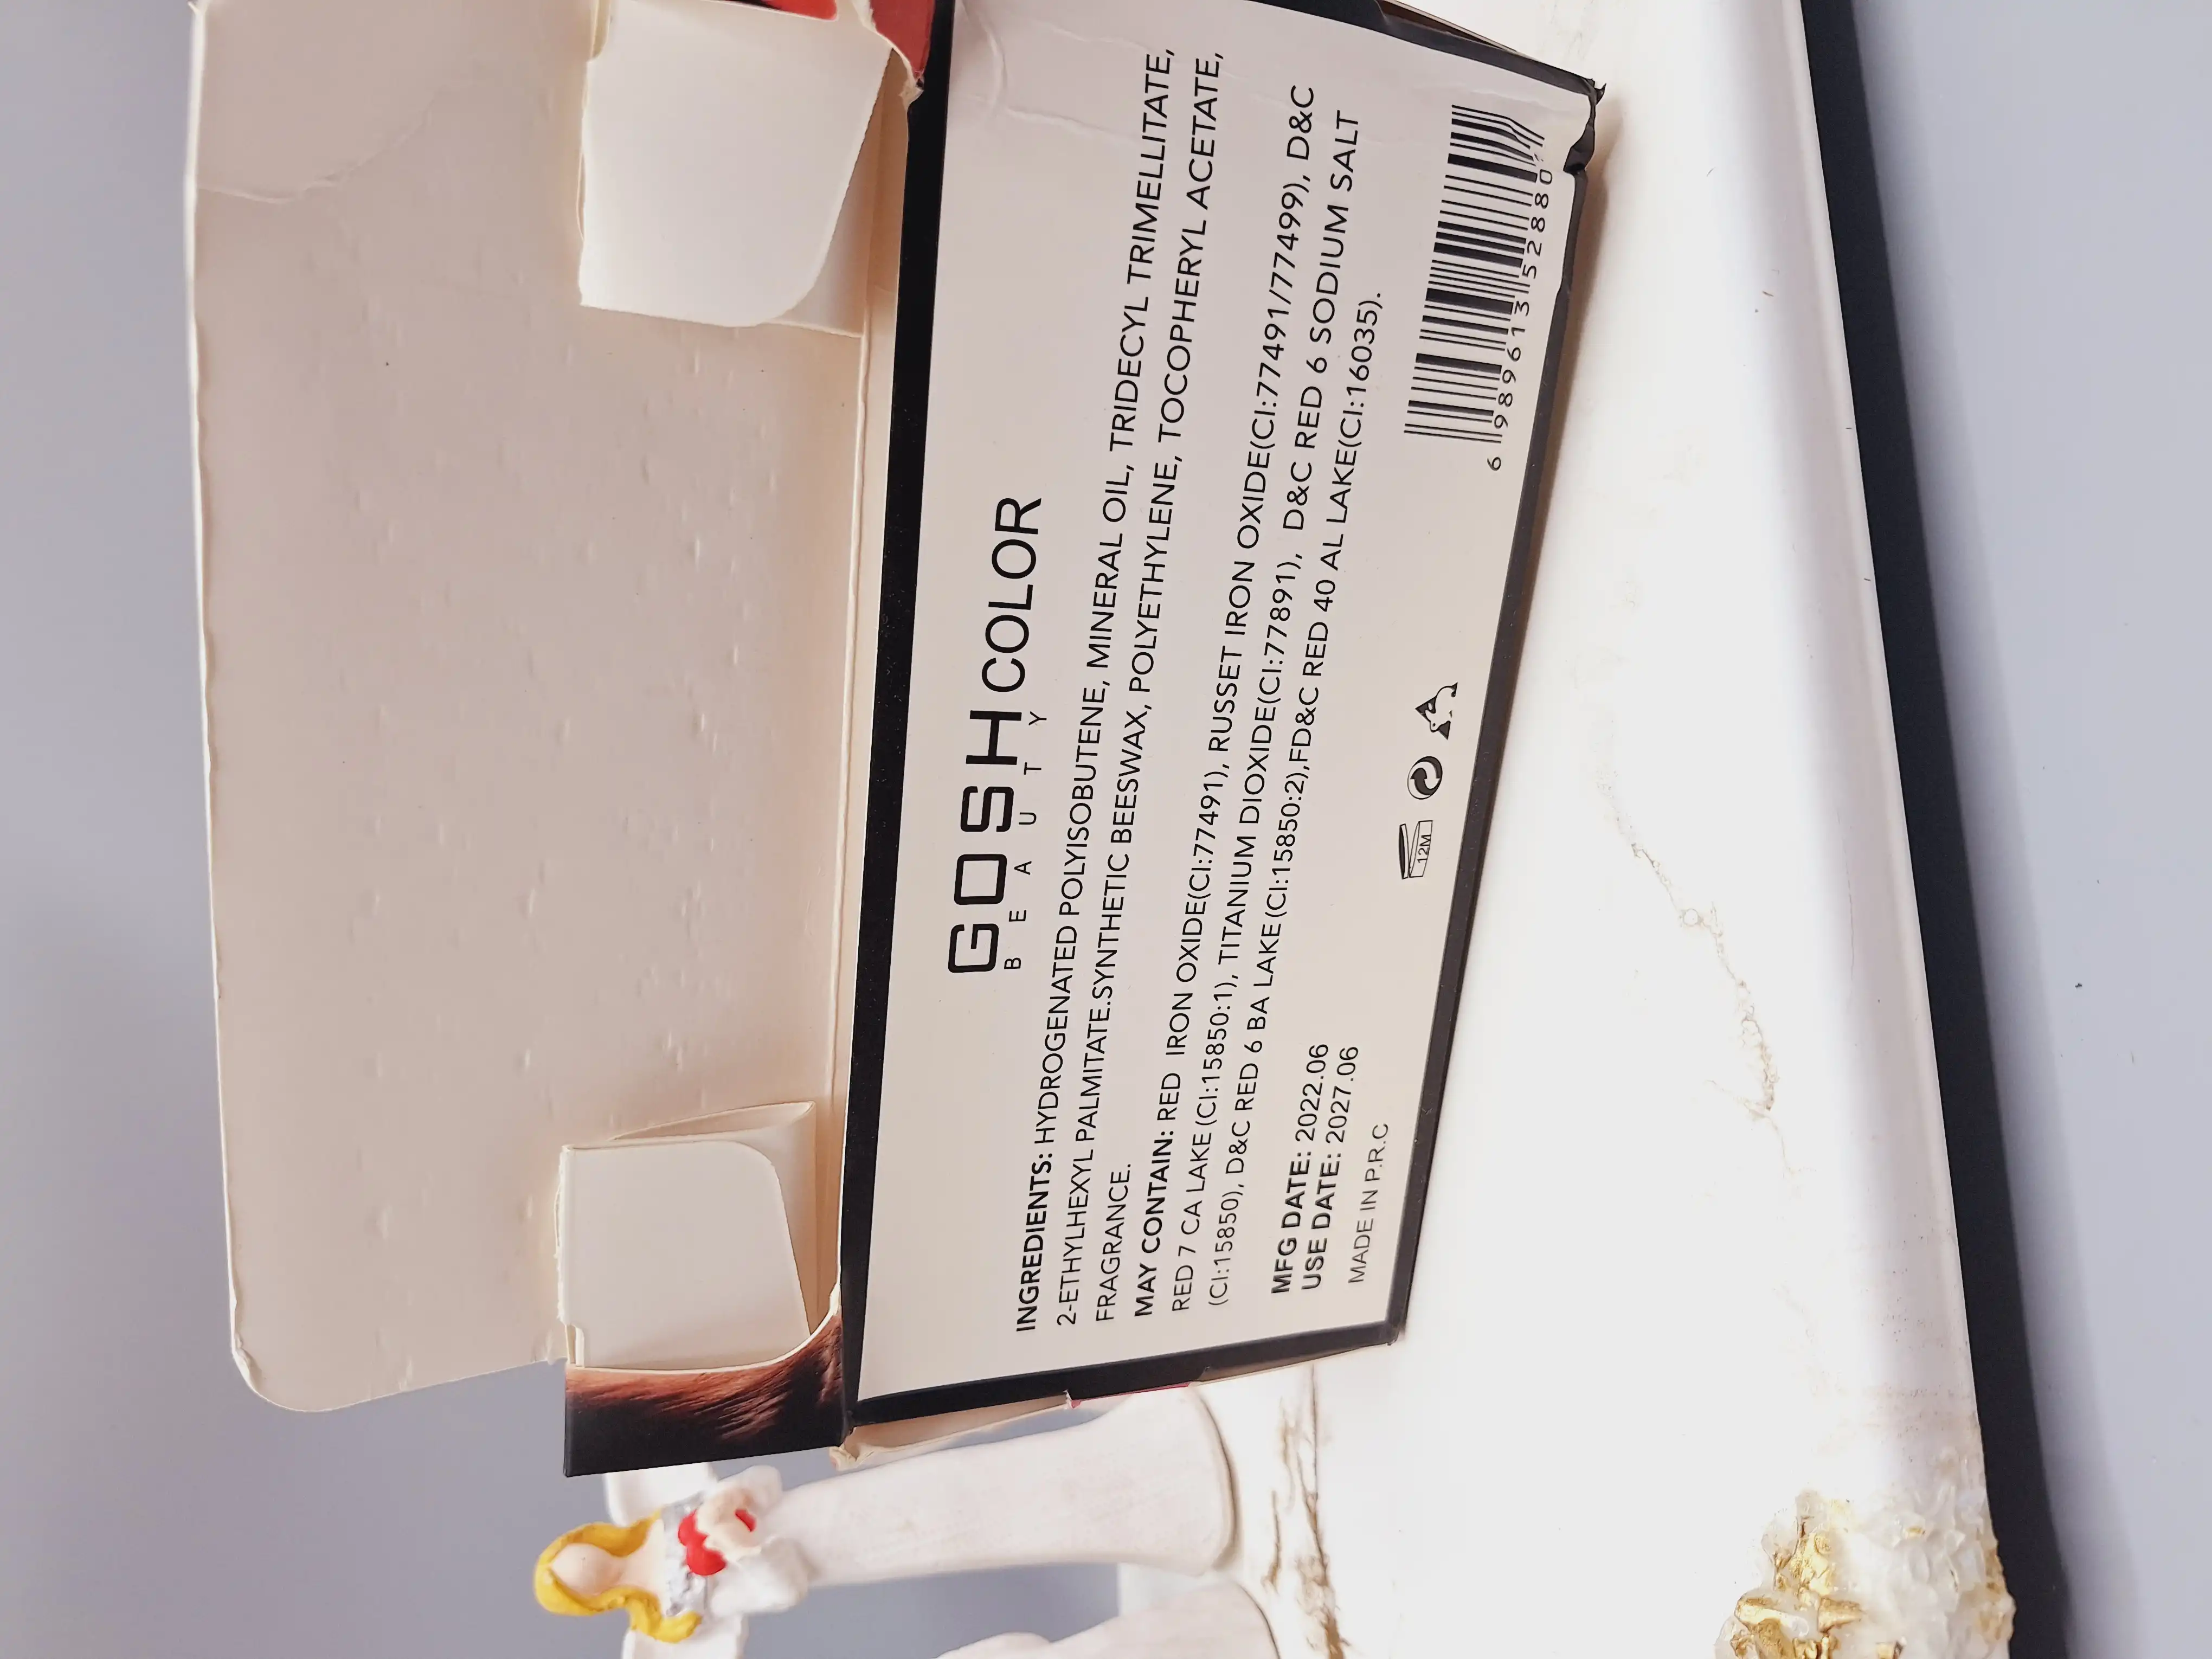 GOSH COLOR
BEAUTY
INGREDIENTS: HYDROGENATED POLYISOBUTENE, MINERAL OIL, TRIDECYL TRIMELLITATE,
2-ETHYLHEXYL PALMITATE.SYNTHETIC BEESWAX, POLYETHYLENE, TOCOPHERYL ACETATE,
FRAGRANCE.
MAY CONTAIN: RED IRON OXIDE(CI:77491), RUSSET IRON OXIDE(CI:77491/77499), D&C
RED 7 CA LAKE (CI:15850:1), TITANIUM DIOXIDE(CI:77891), D&C RED 6 SODIUM SALT
(CI:15850), D&C RED 6 BA LAKE (CI:15850:2),FD&C RED 40 AL LAKE(CI:16035).
MFG DATE: 2022.06
USE DATE: 2027.06
MADE IN P.R.C
12M
6 989613 52880